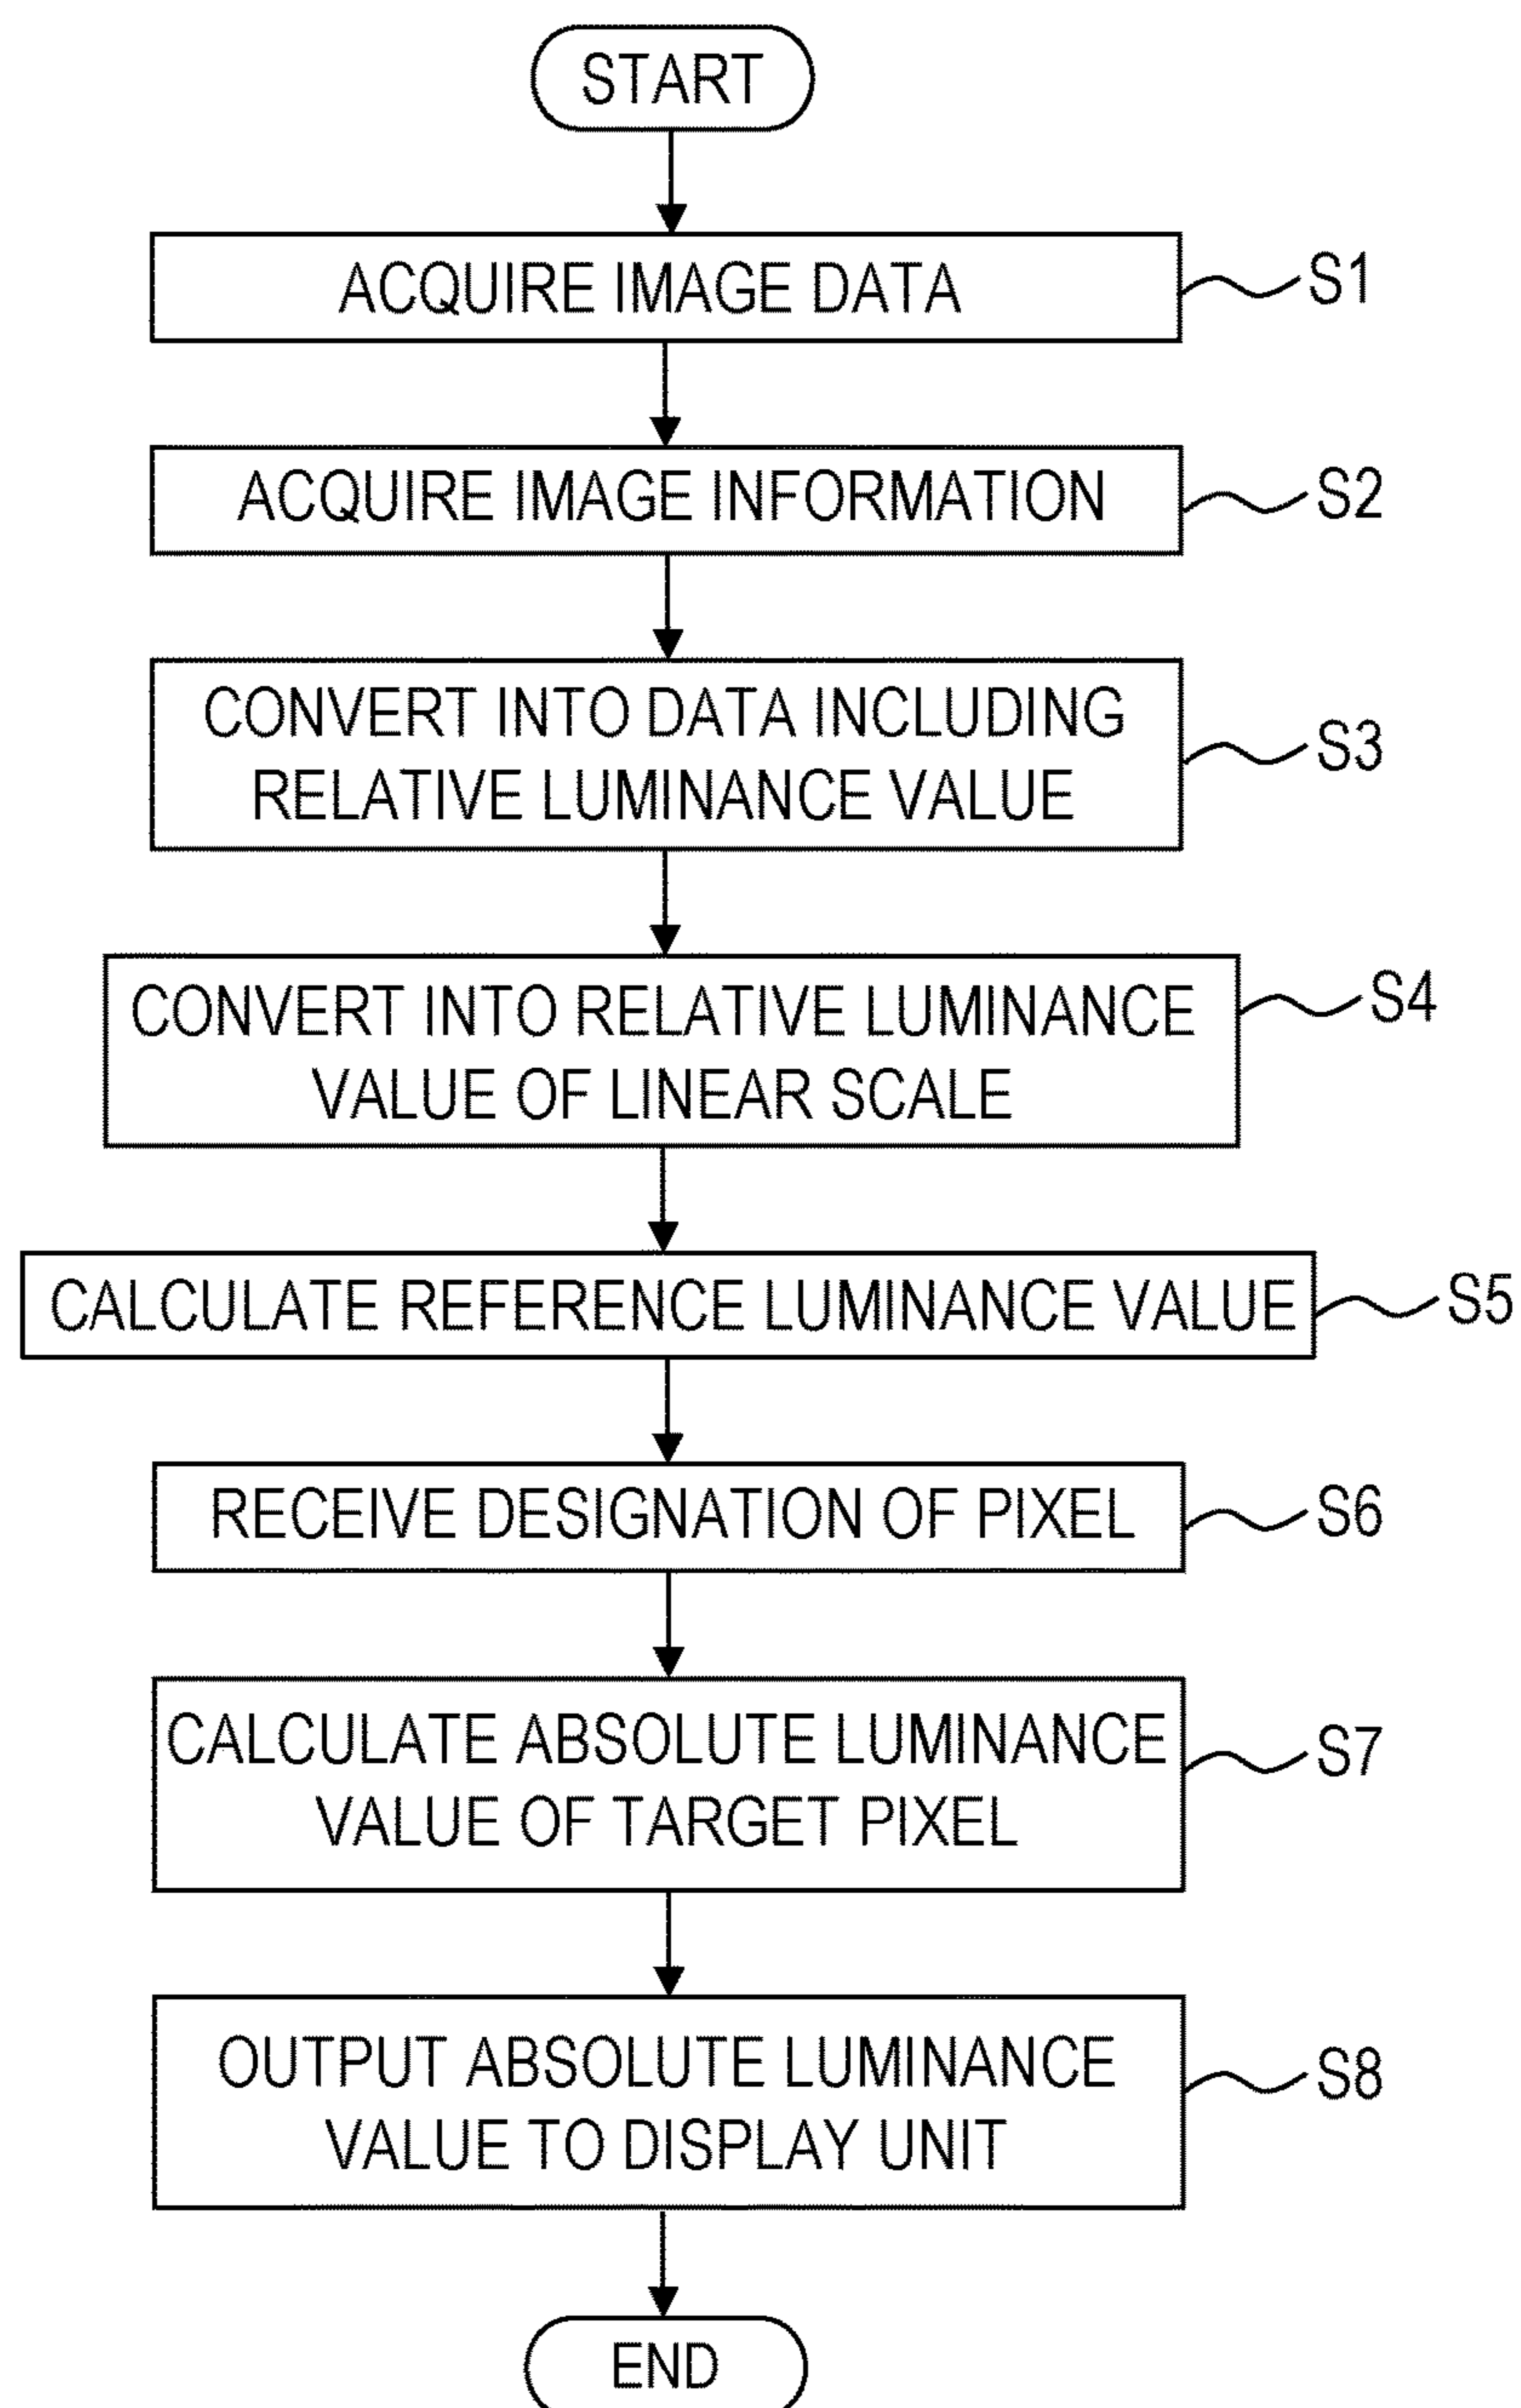 START
ACQUIRE IMAGE DATA
S1
ACQUIRE IMAGE INFORMATION
S2
CONVERT INTO DATA INCLUDING
RELATIVE LUMINANCE VALUE
S3
CONVERT INTO RELATIVE LUMINANCE
VALUE OF LINEAR SCALE
S4
CALCULATE REFERENCE LUMINANCE VALUE
S5
RECEIVE DESIGNATION OF PIXEL
S6
CALCULATE ABSOLUTE LUMINANCE
VALUE OF TARGET PIXEL
S7
OUTPUT ABSOLUTE LUMINANCE
VALUE TO DISPLAY UNIT
S8
END